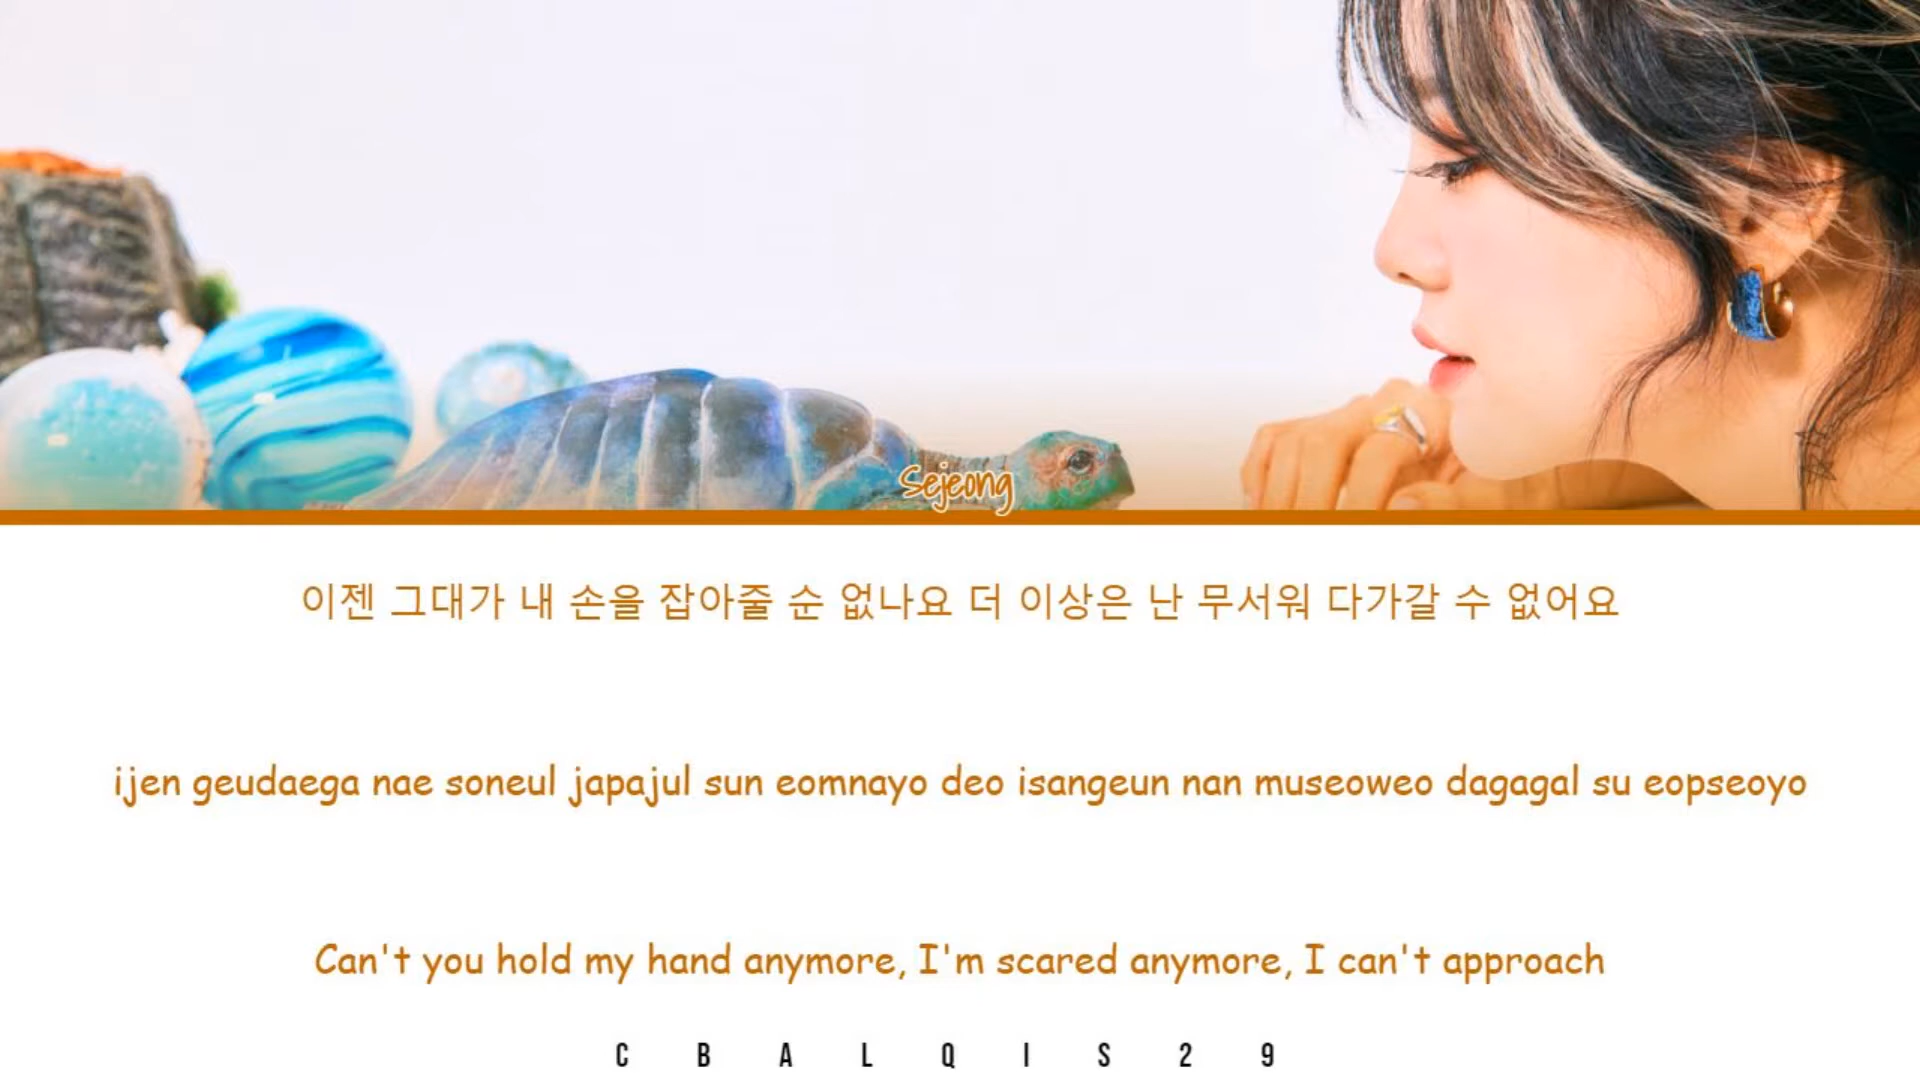 Sejeong
이젠 그대가 내 손을 잡아줄 순 없나요 더 이상은 난 무서워 다가갈 수 없어요
ijen geudaega nae soneul japajul sun eomnayo deo isangeun nan museoweo dagagal su eopseoyo
Can't you hold my hand anymore, I'm scared anymore, I can't approach
CBALQIS29